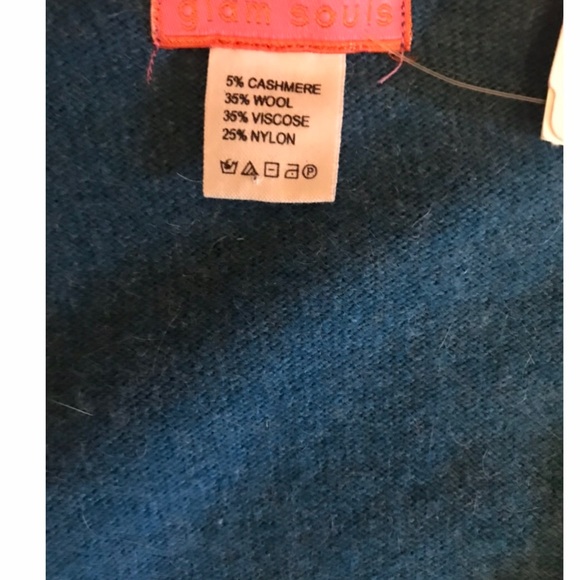 glam souls
5% CASHMERE
35% WOOL
35% VISCOSE
25% NYLON
P